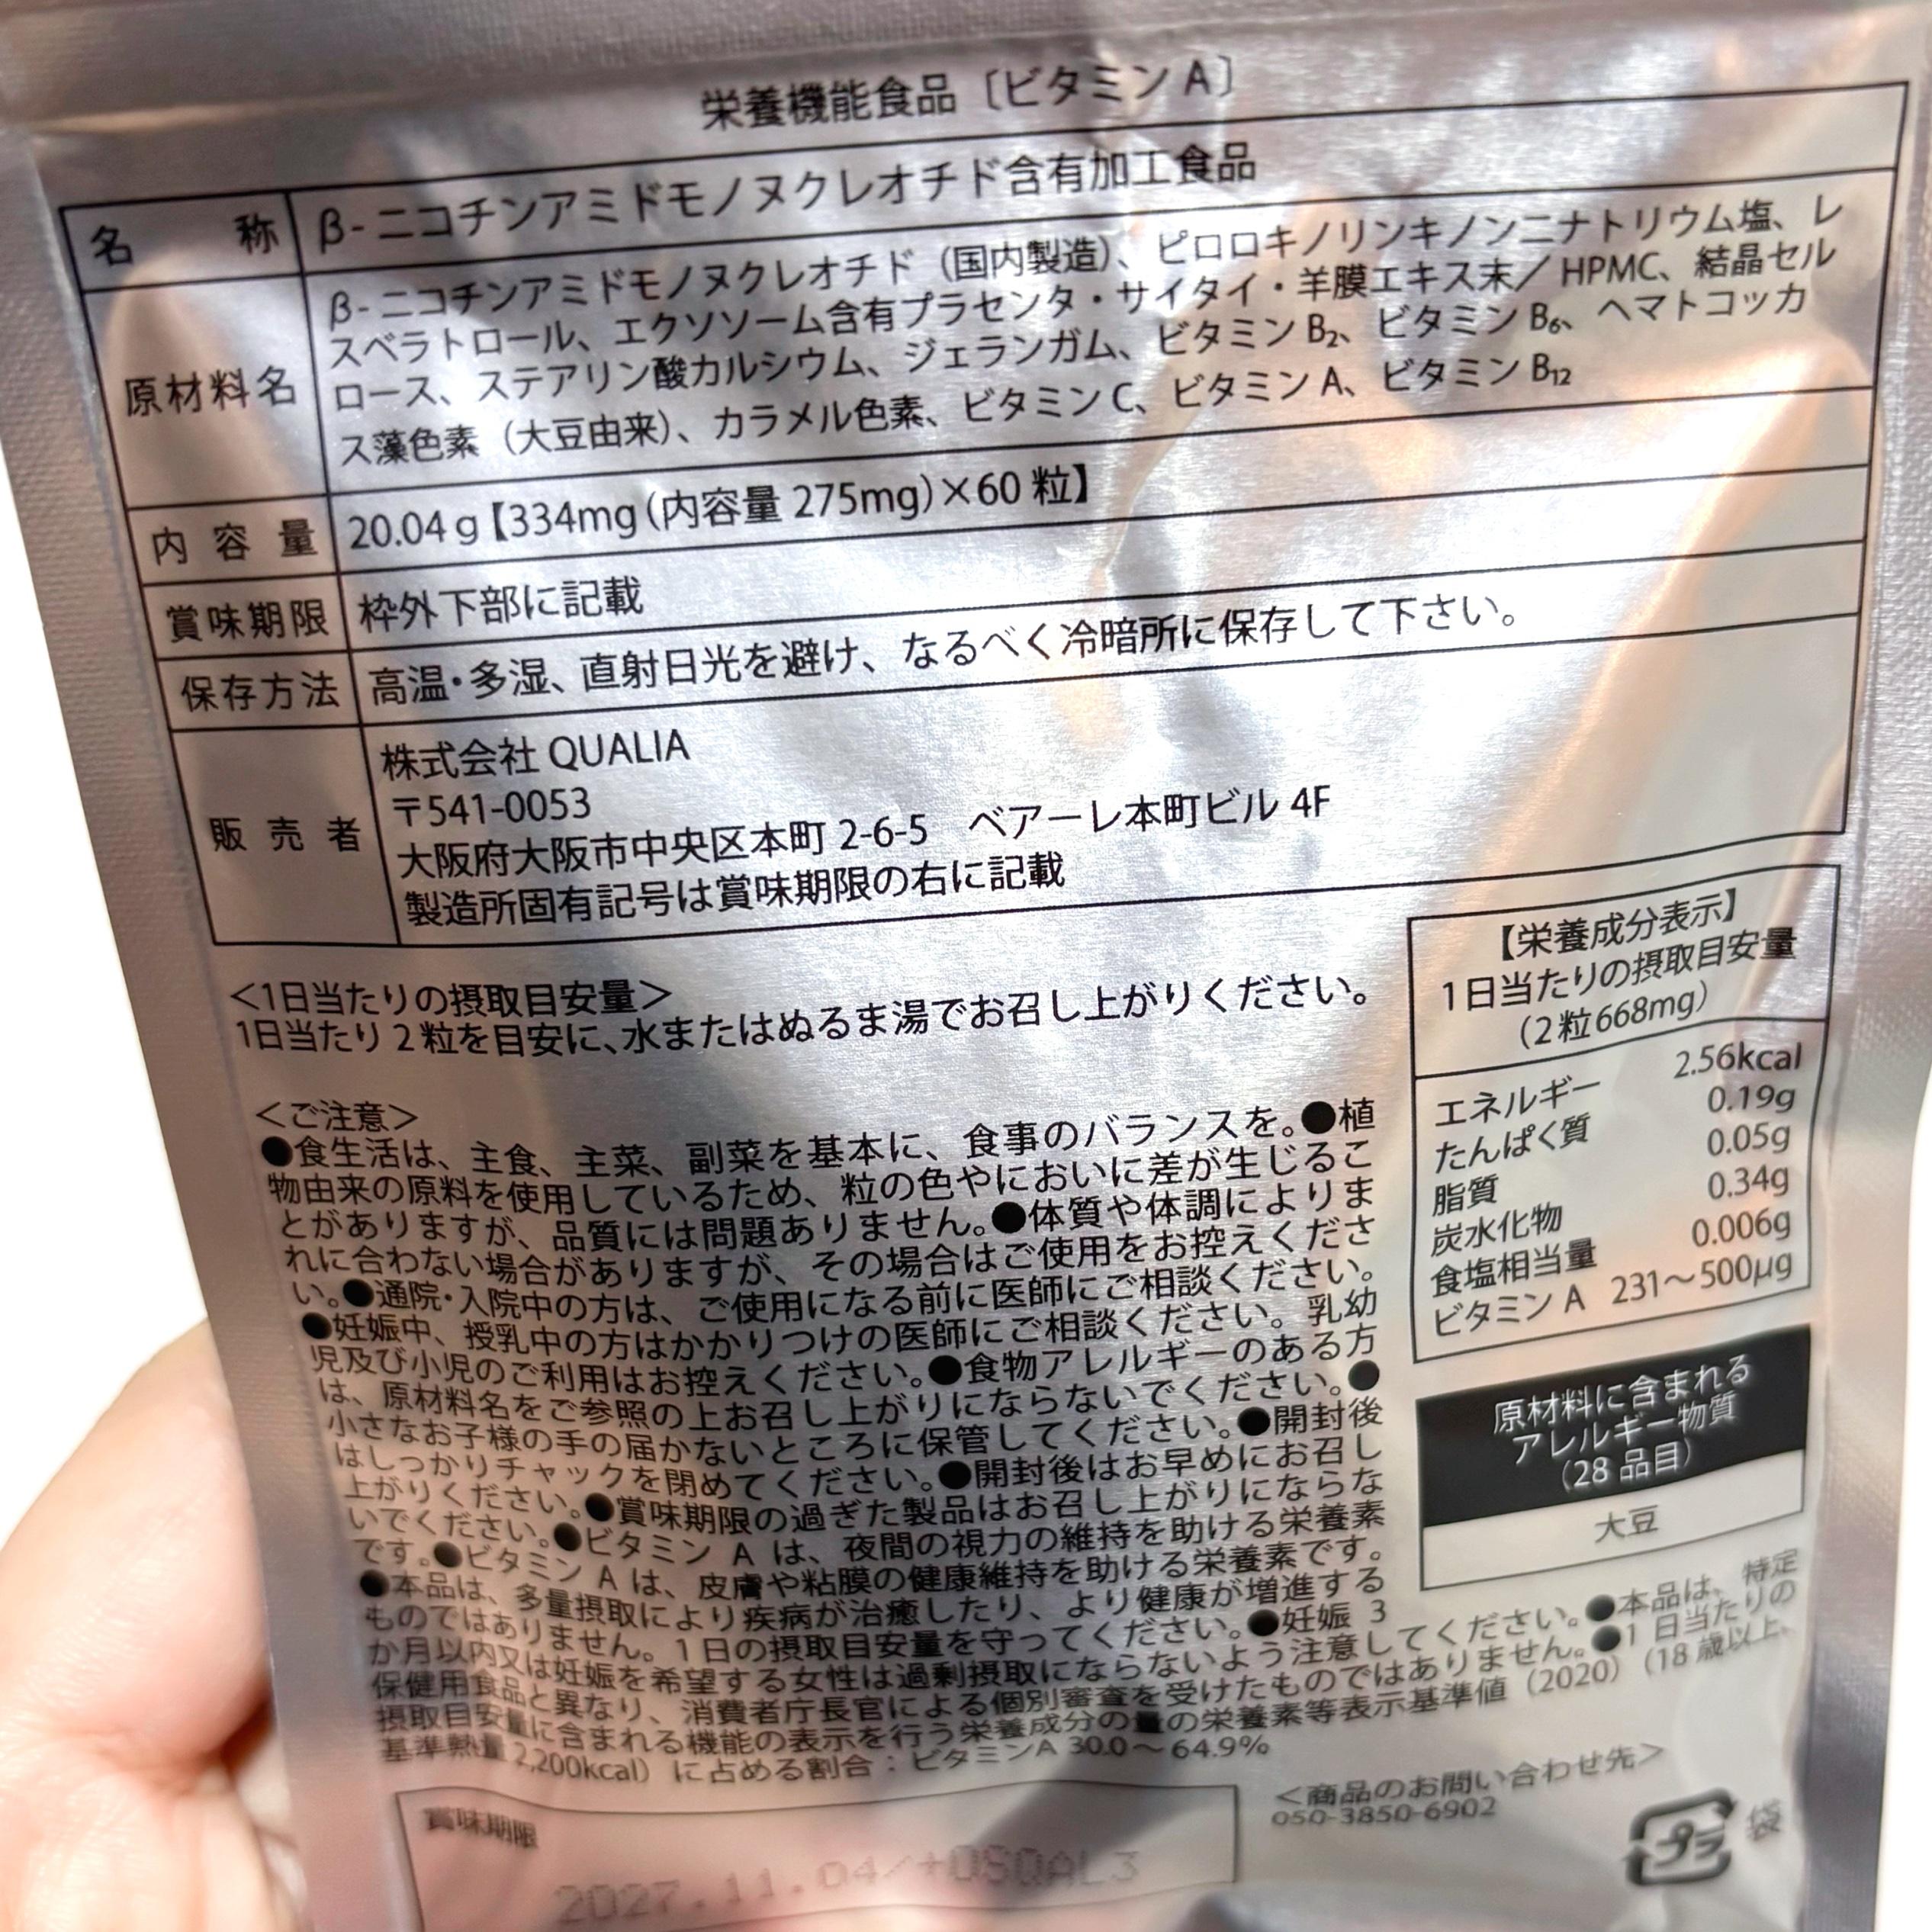 栄養機能食品〔ビタミンA〕
名称 β-ニコチンアミドモノヌクレオチド含有加工食品
原材料名 β-ニコチンアミドモノヌクレオチド（国内製造）、ピロロキノリンキノンニナトリウム塩、レ
スベラトロール、エクソソーム含有プラセンタ・サイタイ・羊膜エキス末／HPMC、結晶セル
ロース、ステアリン酸カルシウム、ジェランガム、ビタミンB2、ビタミンB6、ヘマトコッカ
ス藻色素（大豆由来）、カラメル色素、ビタミンC、ビタミンA、ビタミンB12
内容量 20.04g【334mg（内容量 275mg）×60粒】
賞味期限 枠外下部に記載
保存方法 高温・多湿、直射日光を避け、なるべく冷暗所に保存して下さい。
販売者 株式会社 QUALIA
〒541-0053
大阪府大阪市中央区本町 2-6-5 ベアーレ本町ビル 4F
製造所固有記号は賞味期限の右に記載
＜1日当たりの摂取目安量＞
1日当たり2粒を目安に、水またはぬるま湯でお召し上がりください。
＜ご注意＞
●食生活は、主食、主菜、副菜を基本に、食事のバランスを。●植
物由来の原料を使用しているため、粒の色やにおいに差が生じるこ
とがありますが、品質には問題ありません。●体質や体調によりま
れに合わない場合がありますが、その場合はご使用をお控えくださ
い。●通院・入院中の方は、ご使用になる前に医師にご相談ください。
●妊娠中、授乳中の方はかかりつけの医師にご相談ください。乳幼
児及び小児のご利用はお控えください。●食物アレルギーのある方
は、原材料名をご参照の上お召し上がりにならないでください。●
小さなお子様の手の届かないところに保管してください。●開封後
はしっかりチャックを閉めてください。●開封後はお早めにお召し
上がりください。●賞味期限の過ぎた製品はお召し上がりにならな
いでください。●ビタミン A は、夜間の視力の維持を助ける栄養素
です。●ビタミン A は、皮膚や粘膜の健康維持を助ける栄養素です。
●本品は、多量摂取により疾病が治癒したり、より健康が増進する
ものではありません。1日の摂取目安量を守ってください。●妊娠 3
か月以内又は妊娠を希望する女性は過剰摂取にならないよう注意してください。●本品は、特定
保健用食品と異なり、消費者庁長官による個別審査を受けたものではありません。●1日当たりの
摂取目安量に含まれる機能の表示を行う栄養成分の量の栄養素等表示基準値（2020）（18歳以上、
基準熱量 2,200kcal）に占める割合：ビタミンA 30.0～64.9%
【栄養成分表示】
1日当たりの摂取目安量
（2粒668mg）
エネルギー 2.56kcal
たんぱく質 0.19g
脂質 0.05g
炭水化物 0.34g
食塩相当量 0.006g
ビタミンA 231～500μg
原材料に含まれる
アレルギー物質
（28品目）
大豆
賞味期限
2027.11.04/+OSQAL3
＜商品のお問い合わせ先＞
050-3850-6902
プラ 袋